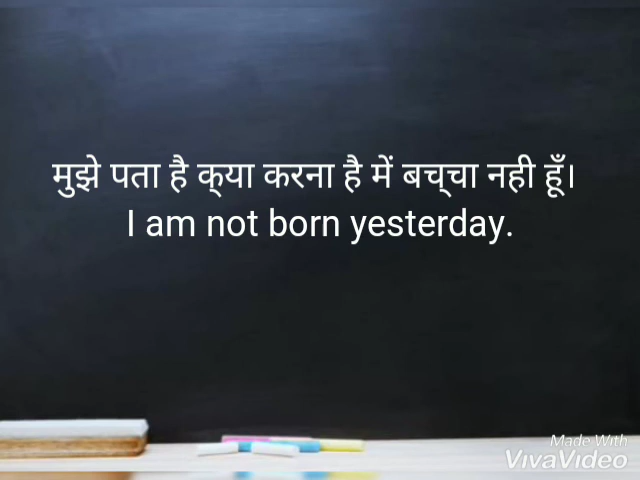 मुझे पता है क्या करना है में बच्चा नही हूँ।
I am not born yesterday.
Made With
VivaVideo